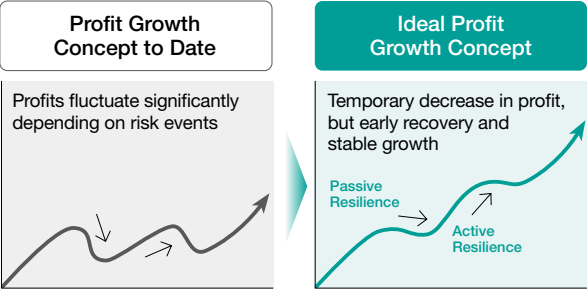 Profit Growth
Concept to Date
Profits fluctuate significantly
depending on risk events
Ideal Profit
Growth Concept
Temporary decrease in profit,
but early recovery and
stable growth
Passive
Resilience
Active
Resilience